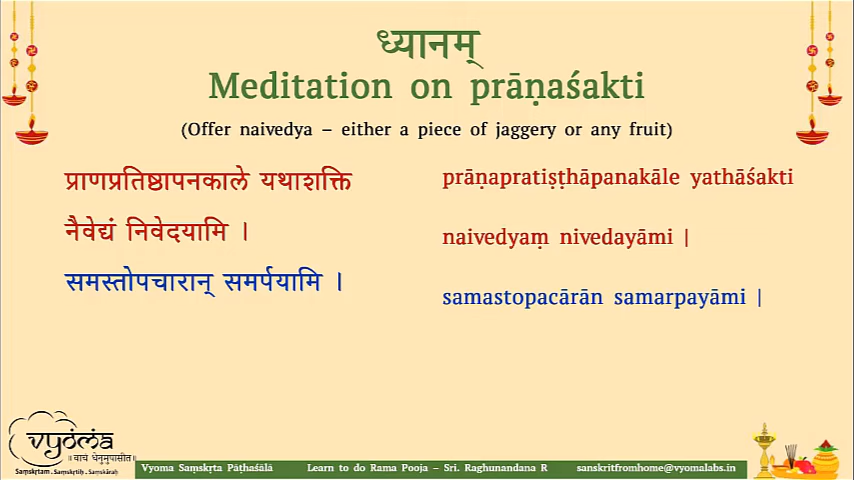 ध्यानम्
Meditation on prāṇaśakti
(Offer naivedya – either a piece of jaggery or any fruit)
प्राणप्रतिष्ठापनकाले यथाशक्ति
नैवेद्यं निवेदयामि ।
समस्तोपचारान् समर्पयामि ।
prāṇapratiṣṭhāpanakāle yathāśakti
naivedyaṃ nivedayāmi |
samastopacārān samarpayāmi |
vyoma
॥ वाचं धेनुमुपासीत ॥
Saṃskṛtam . Saṃskṛtiḥ . Saṃskāraḥ
Vyoma Saṃskṛta Pāṭhaśālā Learn to do Rama Pooja – Sri. Raghunandana R sanskritfromhome@vyomalabs.in